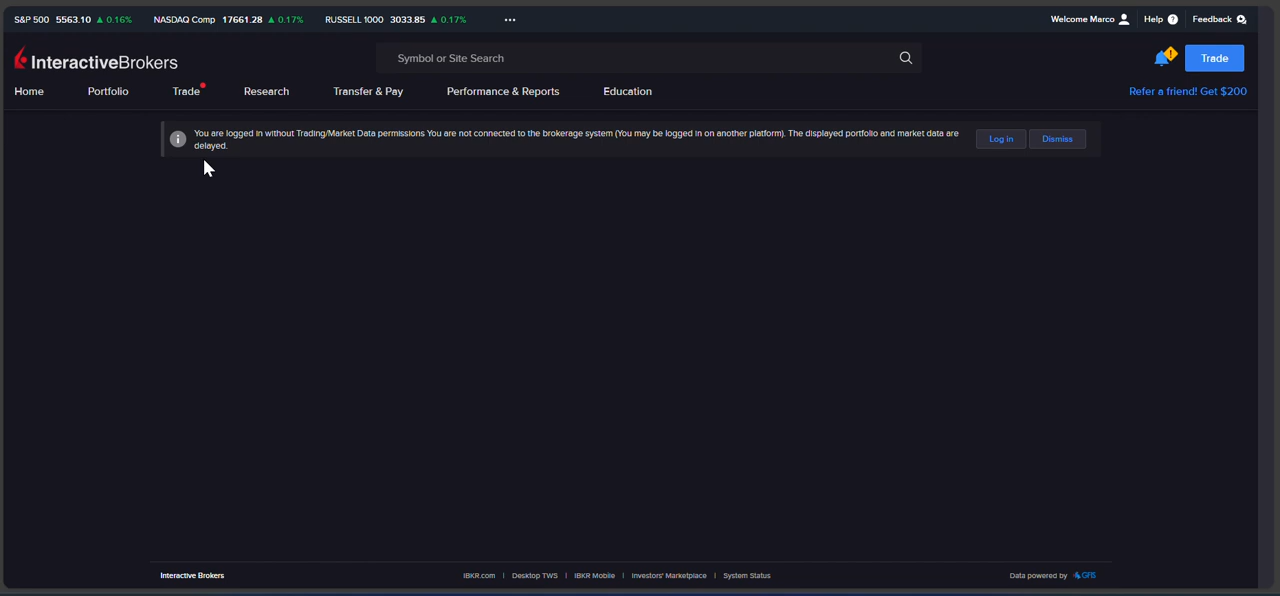 S&P 500 5563.10 ▲ 0.16% NASDAQ Comp 17661.28 ▲ 0.17% RUSSELL 1000 3033.85 ▲ 0.17% ••• Welcome Marco Help ? Feedback
InteractiveBrokers Symbol or Site Search Trade
Home Portfolio Trade Research Transfer & Pay Performance & Reports Education Refer a friend! Get $200
You are logged in without Trading/Market Data permissions You are not connected to the brokerage system (You may be logged in on another platform). The displayed portfolio and market data are
delayed.
Log in Dismiss
Interactive Brokers IBKR.com | Desktop TWS | IBKR Mobile | Investors' Marketplace | System Status Data powered by GFIS